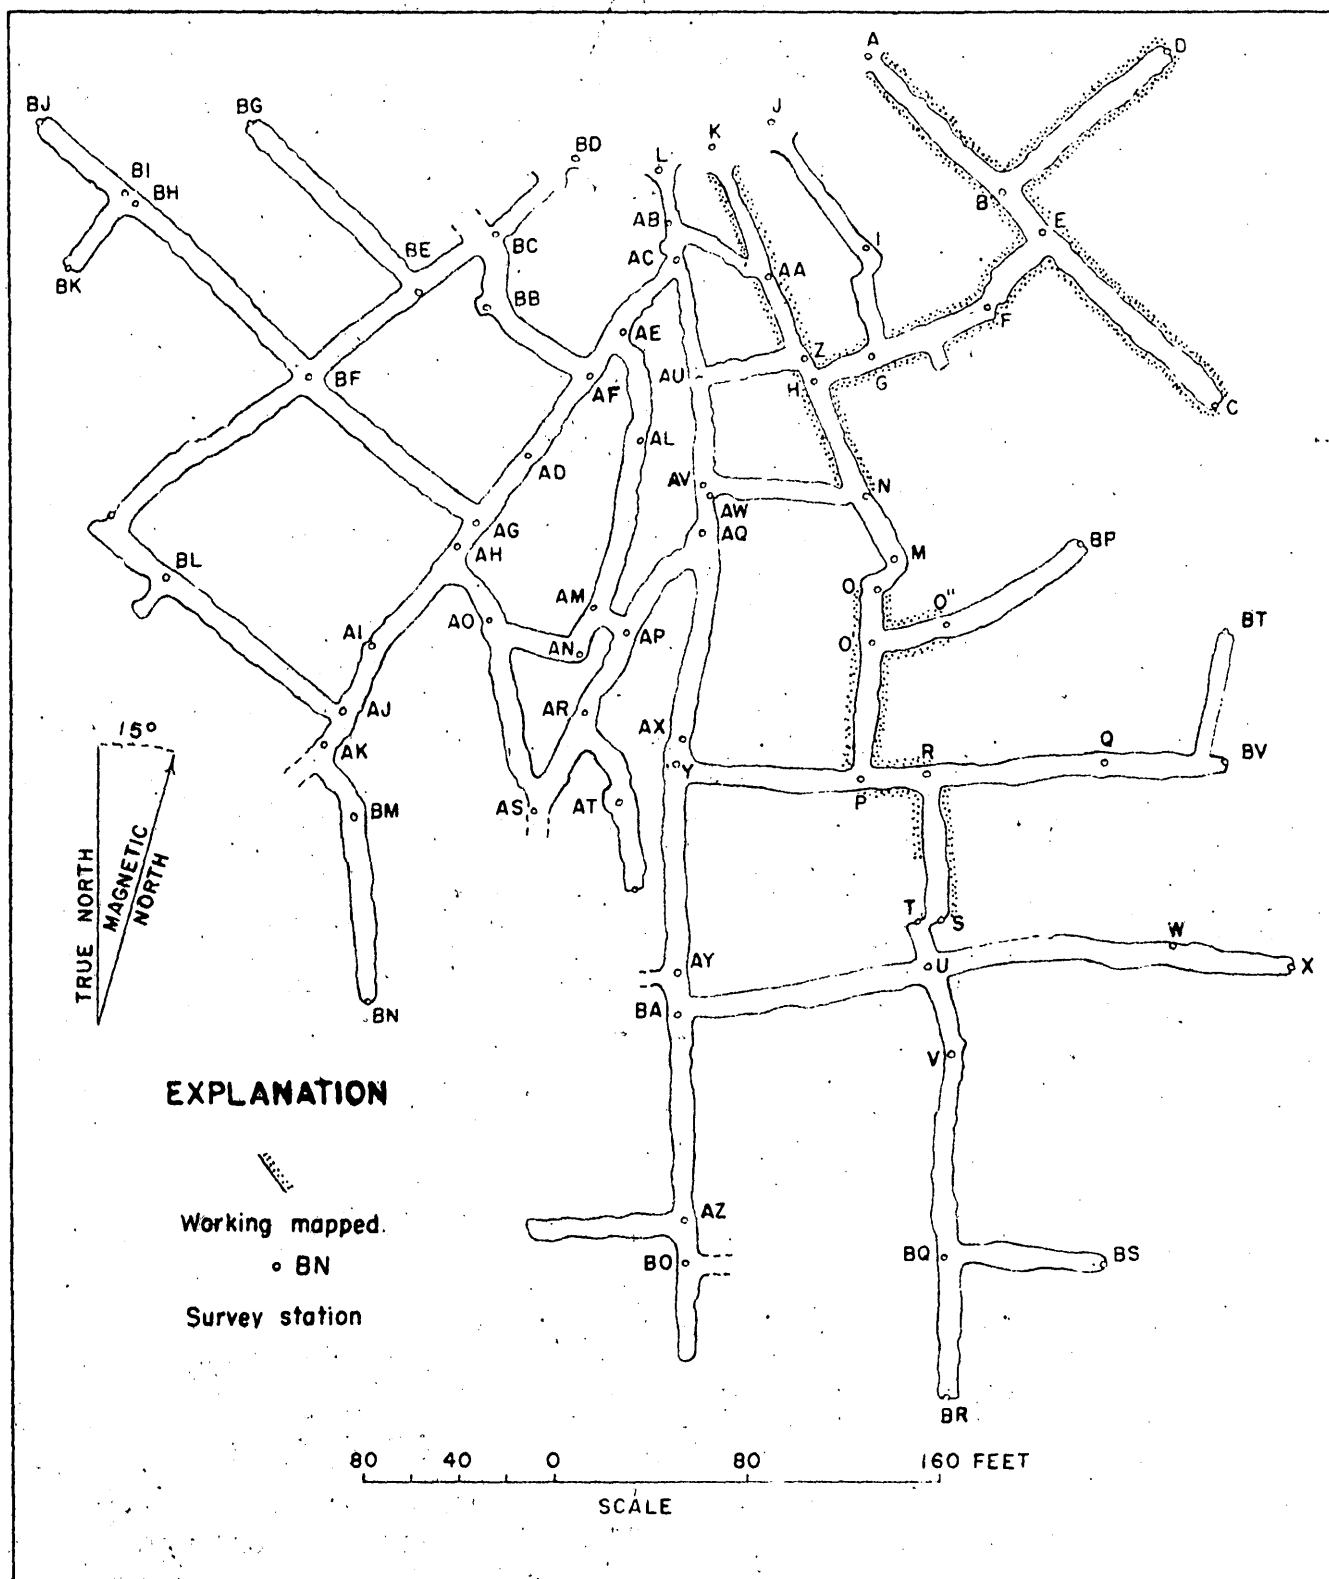 A
D
BJ
BG
J
K
BD
L
BI
BH
B
AB
E
BE
BC
I
AC
AA
BK
BB
F
AE
Z
AU
BF
AF
H
G
C
AL
AD
AV
N
AW
AG
AQ
AH
M
BP
BL
O
O"
AM
BT
AO
AI
AP
O'
AN
AJ
AR
AX
15°
AK
R
Q
BV
Y
P
BM
AS
AT
TRUE NORTH
MAGNETIC
NORTH
T
S
W
AY
U
X
BA
BN
V
EXPLANATION
Working mapped.
AZ
BN
BO
BQ
BS
Survey station
BR
80 40 0 80 160 FEET
SCALE